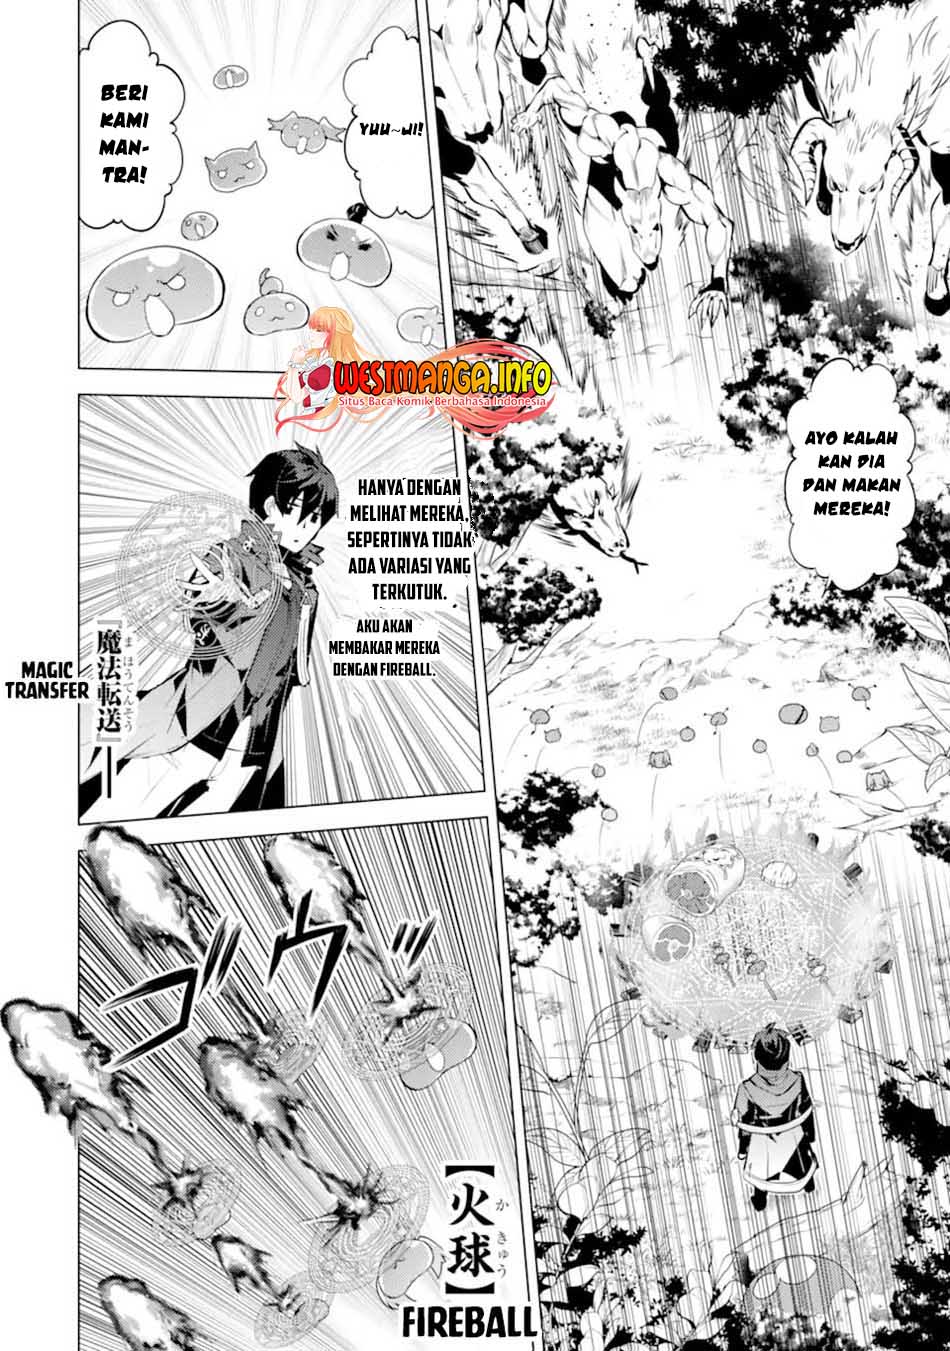 AYO KALAH
KAN DIA
DAN MAKAN
MEREKA!
YUU~JI!
BERI
KAMI
MAN-
TRA!
WESTMANGA.INFO
Situs Baca Komik Berbahasa Indonesia
HANYA DENGAN
MELIHAT MEREKA,
SEPERTINYA TIDAK
ADA VARIASI YANG
TERKUTUK.
AKU AKAN
MEMBAKAR MEREKA
DENGAN FIREBALL.
『魔法転送』
まほうてんそう
MAGIC
TRANSFER
ゴウッ
【火球】
かきゅう
FIREBALL